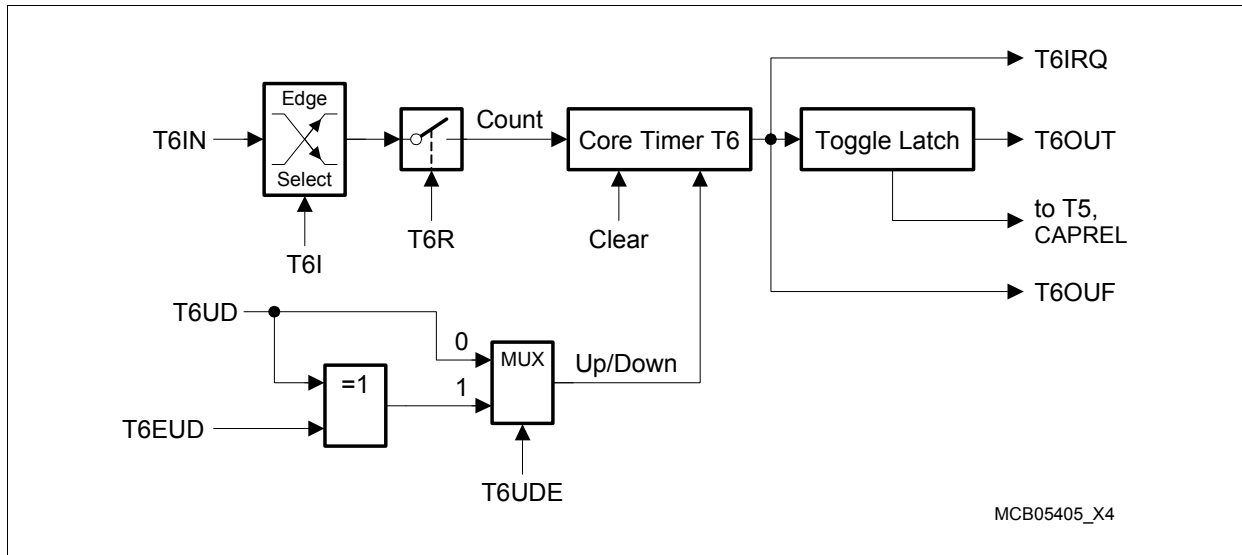 T6IRQ
Edge
Select
T6IN
Count
Core Timer T6
Toggle Latch
T6OUT
T6I
T6R
Clear
to T5,
CAPREL
T6OUF
T6UD
0
MUX
Up/Down
=1
1
T6EUD
T6UDE
MCB05405_X4